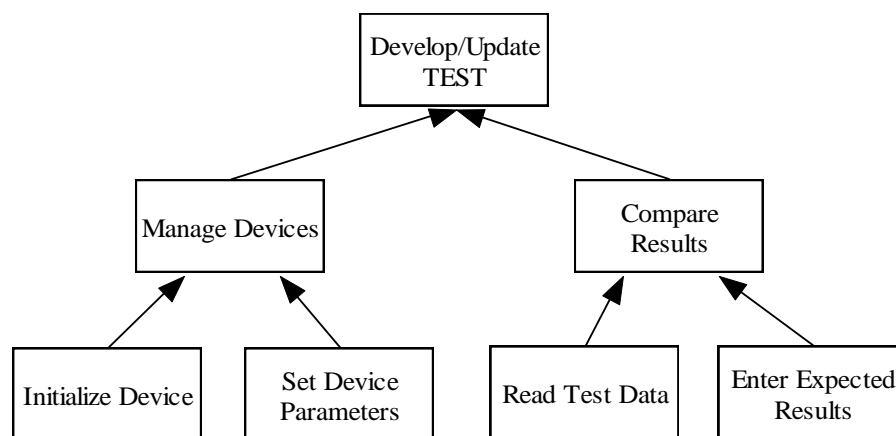 Develop/Update
TEST
Manage Devices
Compare
Results
Initialize Device
Set Device
Parameters
Read Test Data
Enter Expected
Results